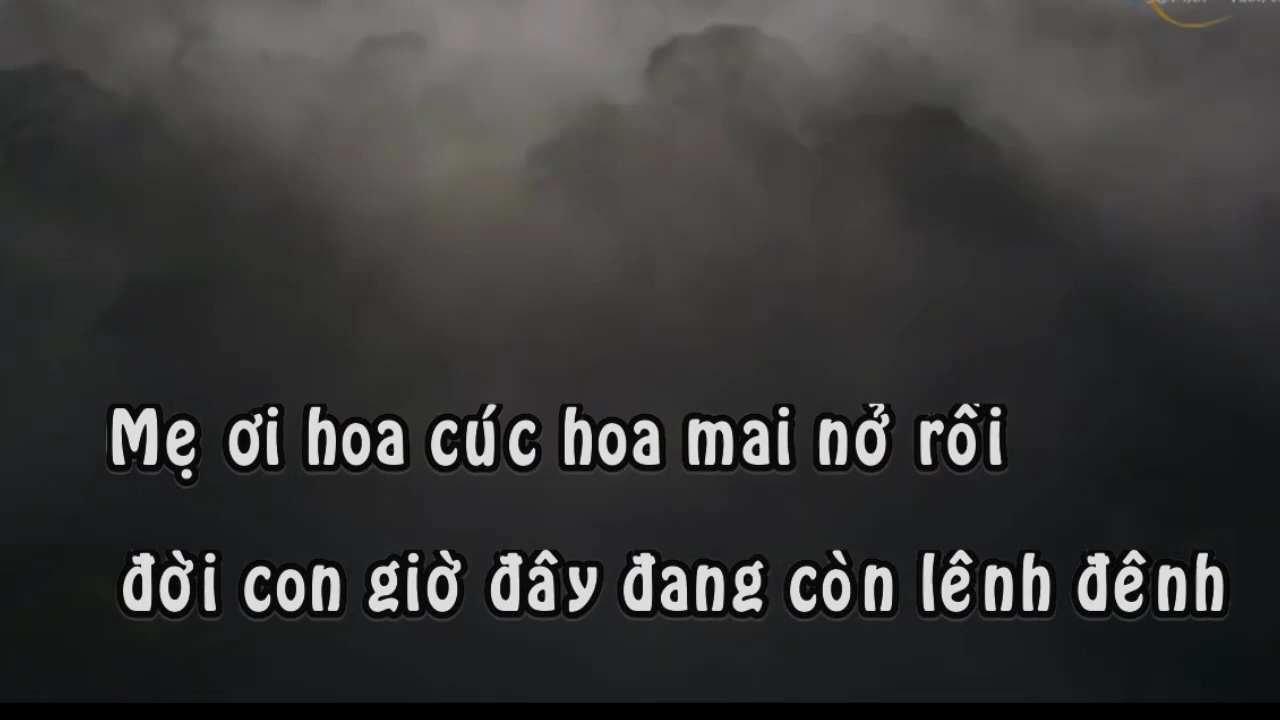 Mẹ ơi hoa cúc hoa mai nở rồi
đời con giờ đây đang còn lênh đênh